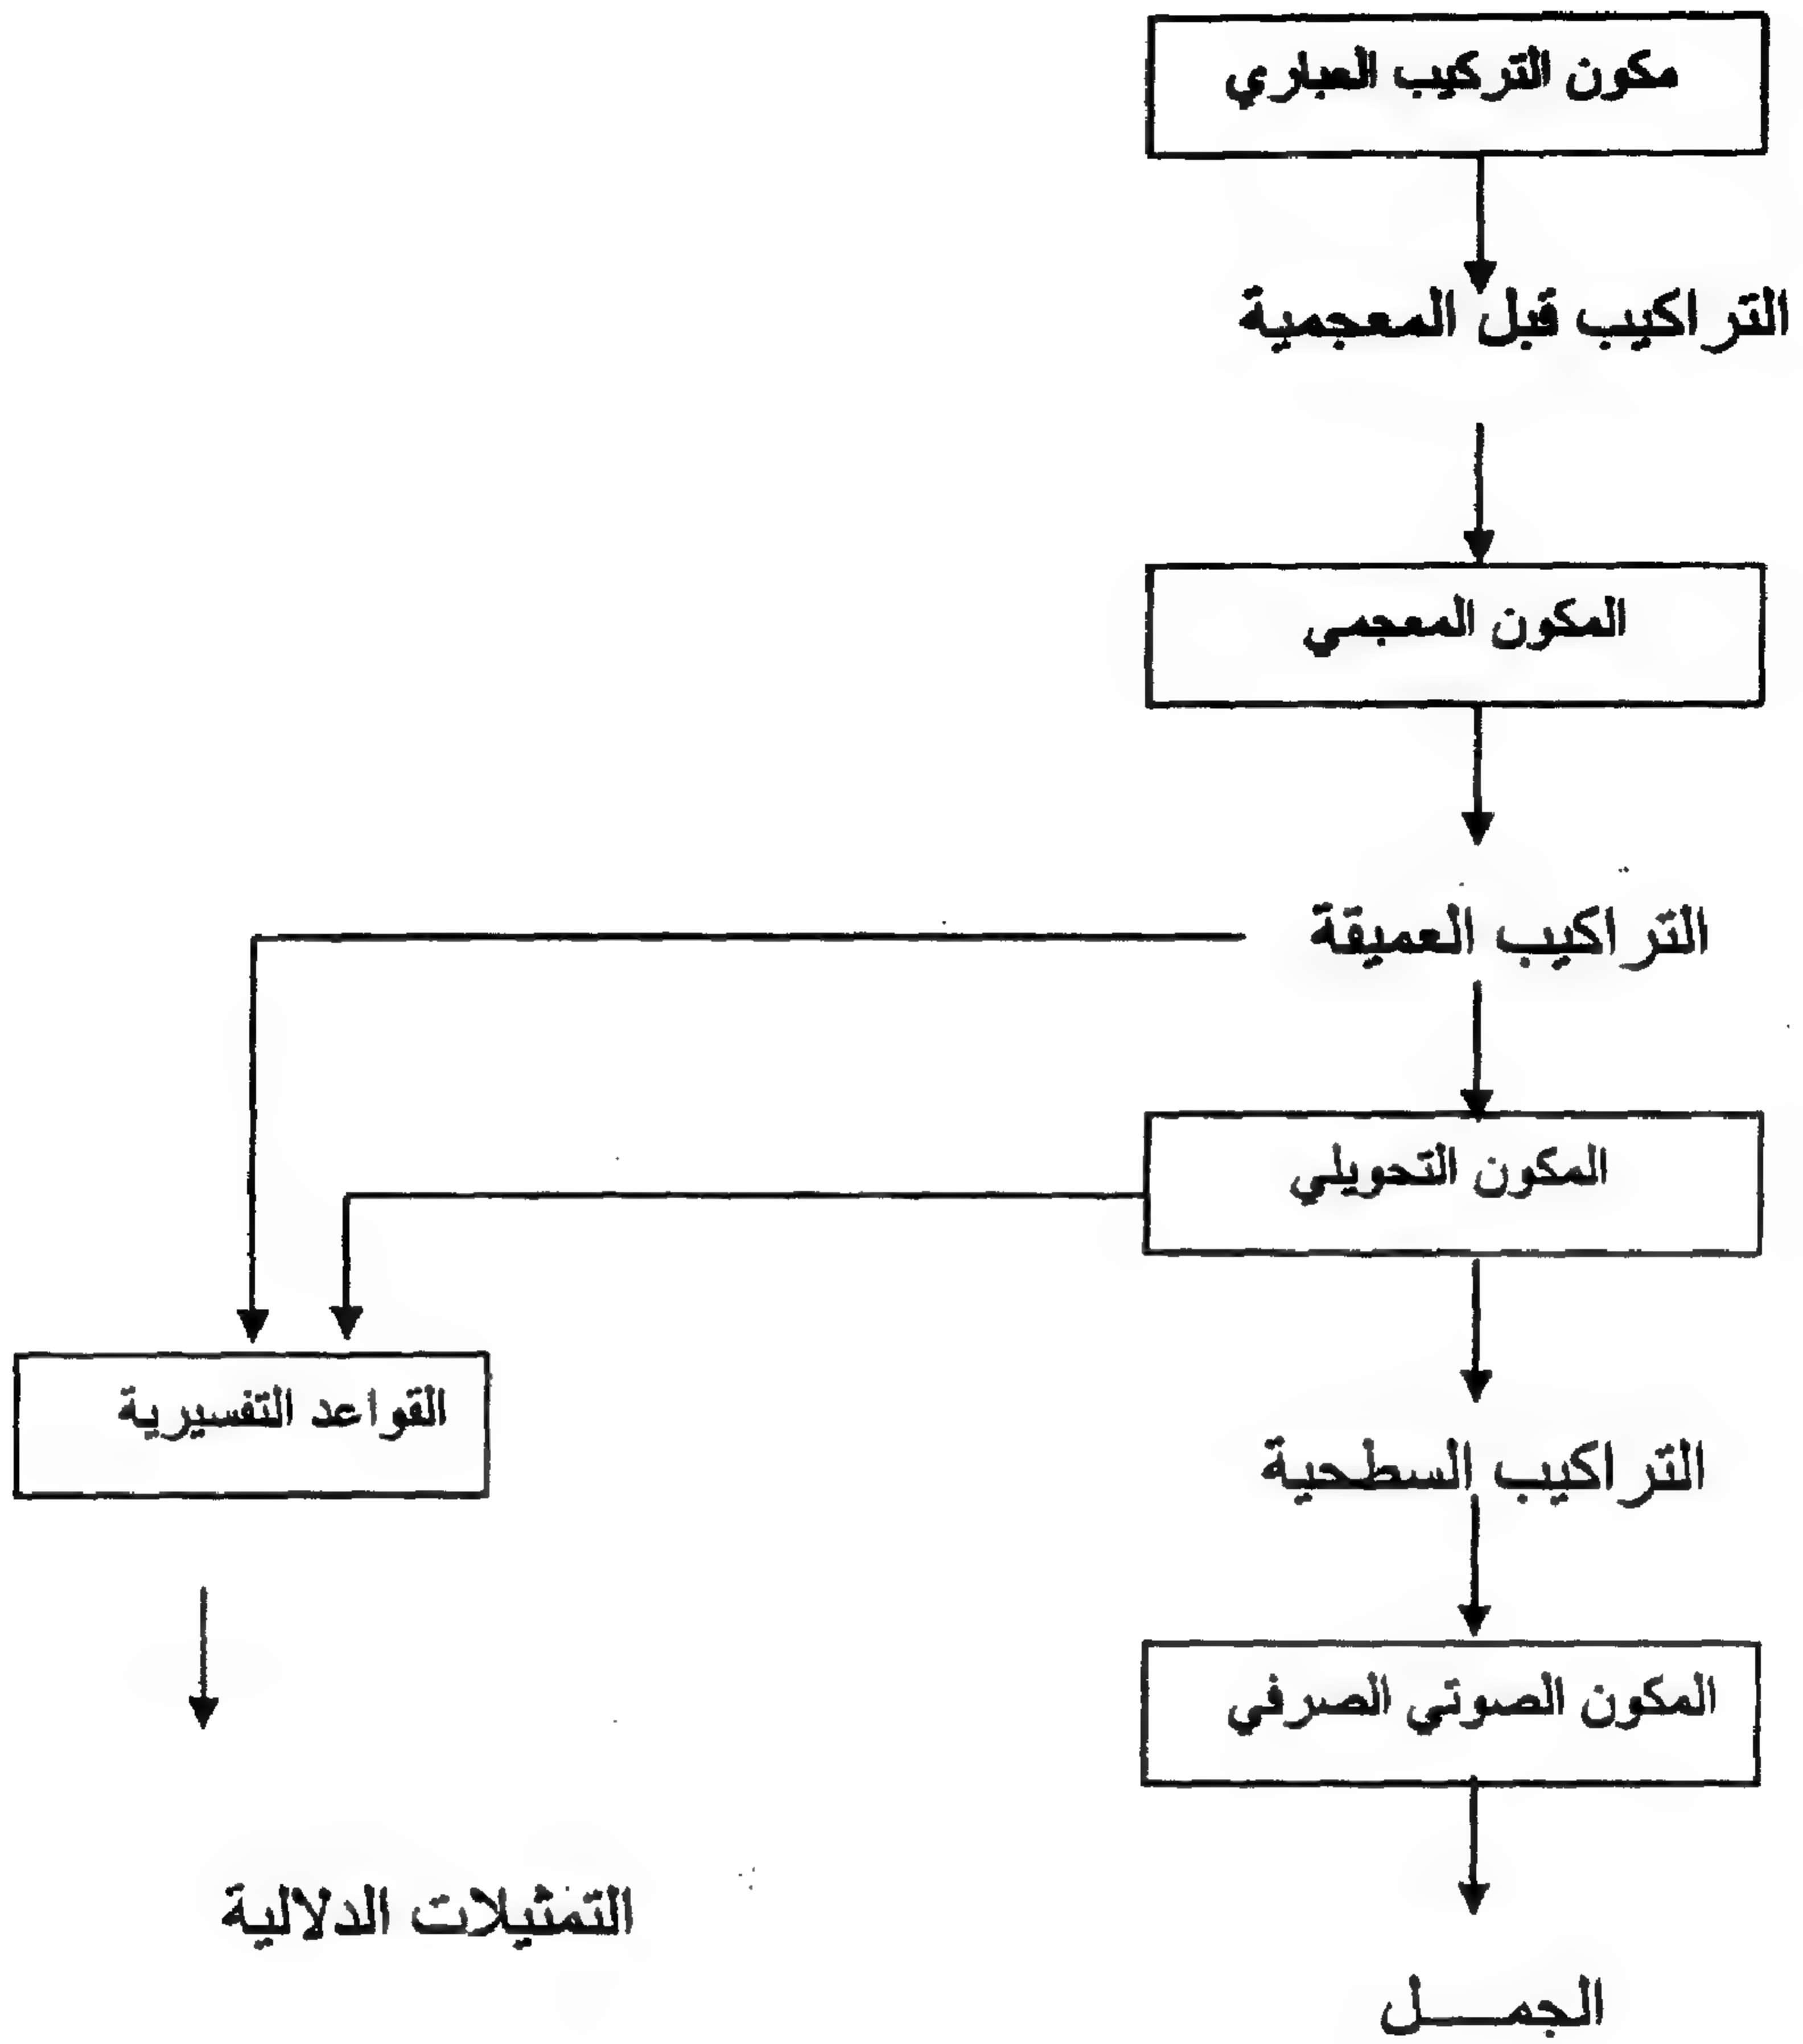 مكون التركيب العباري
التراكيب قبل المعجمية
المكون المعجمي
التراكيب العميقة
المكون التحويلي
القواعد التفسيرية
التراكيب السطحية
المكون الصوتي الصرفي
التمثيلات الدلالية
الجمـــل